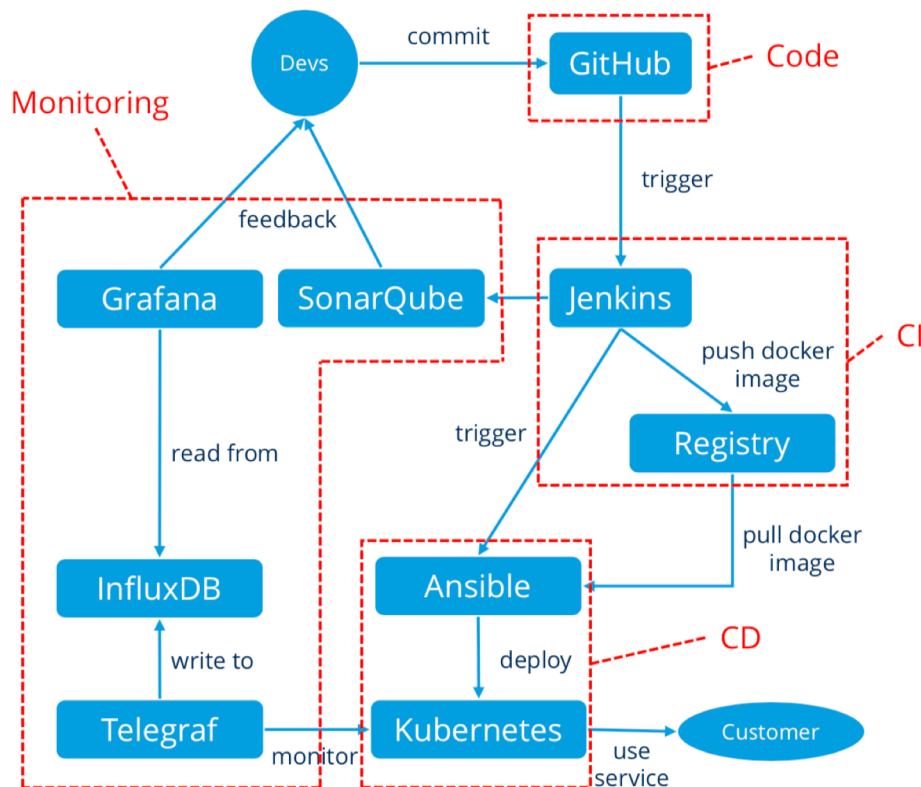 commit
Devs
GitHub
Code
Monitoring
trigger
feedback
Grafana
SonarQube
Jenkins
CI
push docker
image
trigger
Registry
read from
pull docker
image
InfluxDB
Ansible
write to
deploy
CD
Telegraf
monitor
Kubernetes
use
service
Customer